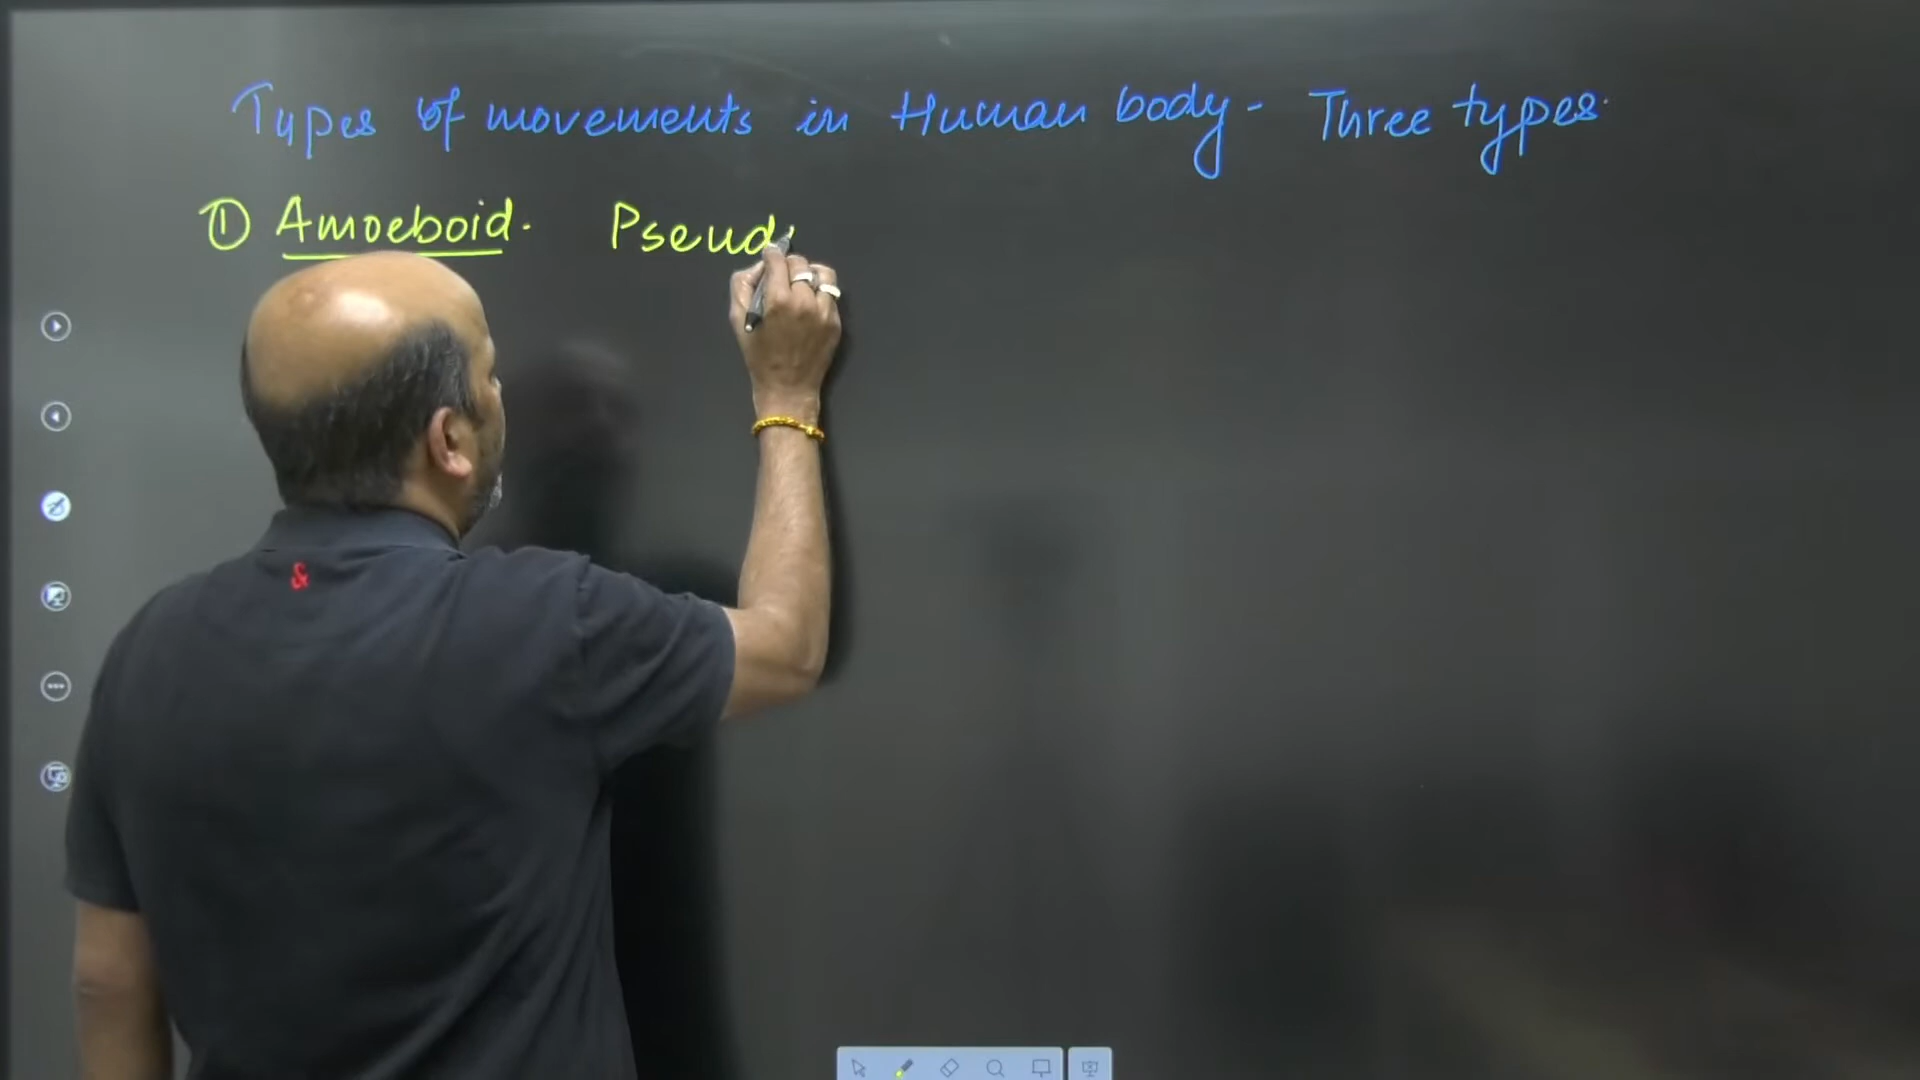 Types of movements in Human body - Three types.
① Amoeboid. Pseud
&